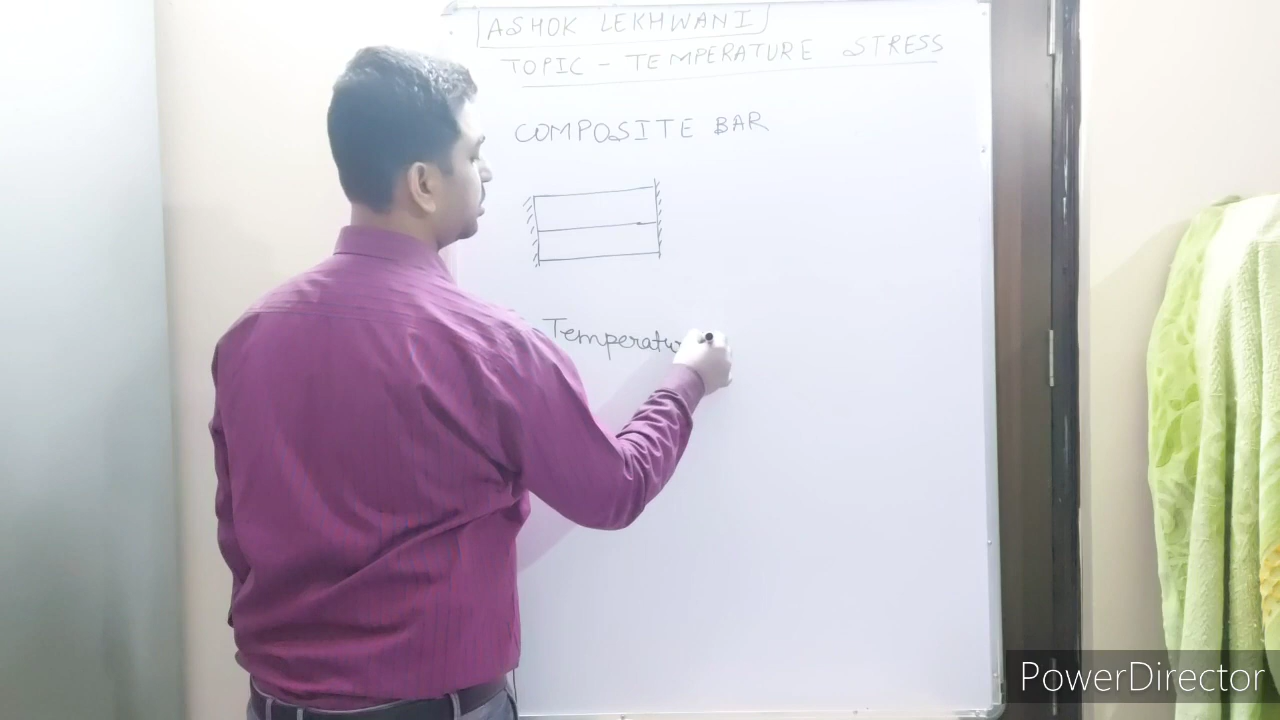 ASHOK LEKHWANI
TOPIC - TEMPERATURE STRESS
COMPOSITE BAR
Temperatu
PowerDirector